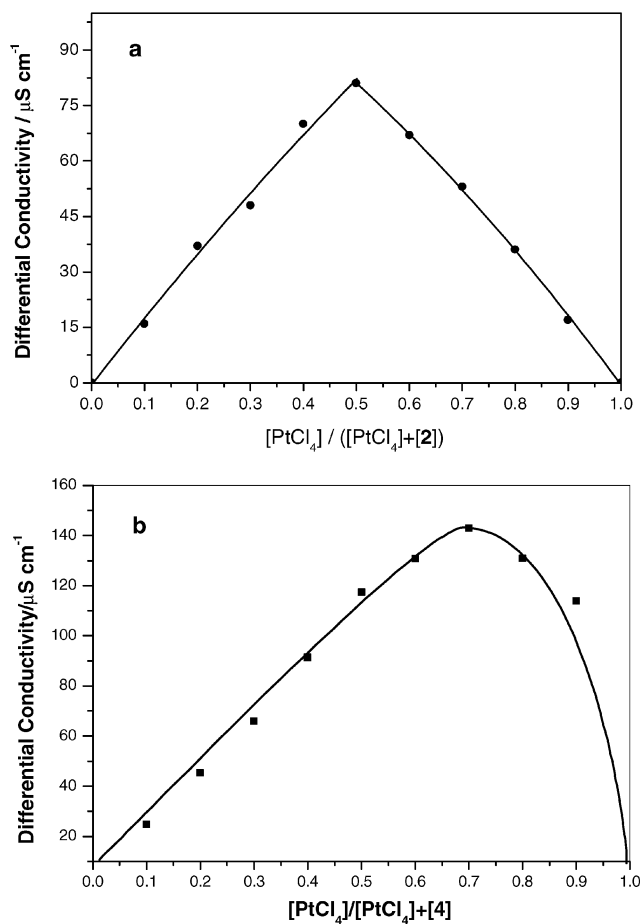 a
Differential Conductivity / μS cm⁻¹
90
75
60
45
30
15
0
0.0 0.1 0.2 0.3 0.4 0.5 0.6 0.7 0.8 0.9 1.0
[PtCl₄] / ([PtCl₄]+[2])
b
Differential Conductivity/μS cm⁻¹
160
140
120
100
80
60
40
20
0.0 0.1 0.2 0.3 0.4 0.5 0.6 0.7 0.8 0.9 1.0
[PtCl₄]/[PtCl₄]+[4]